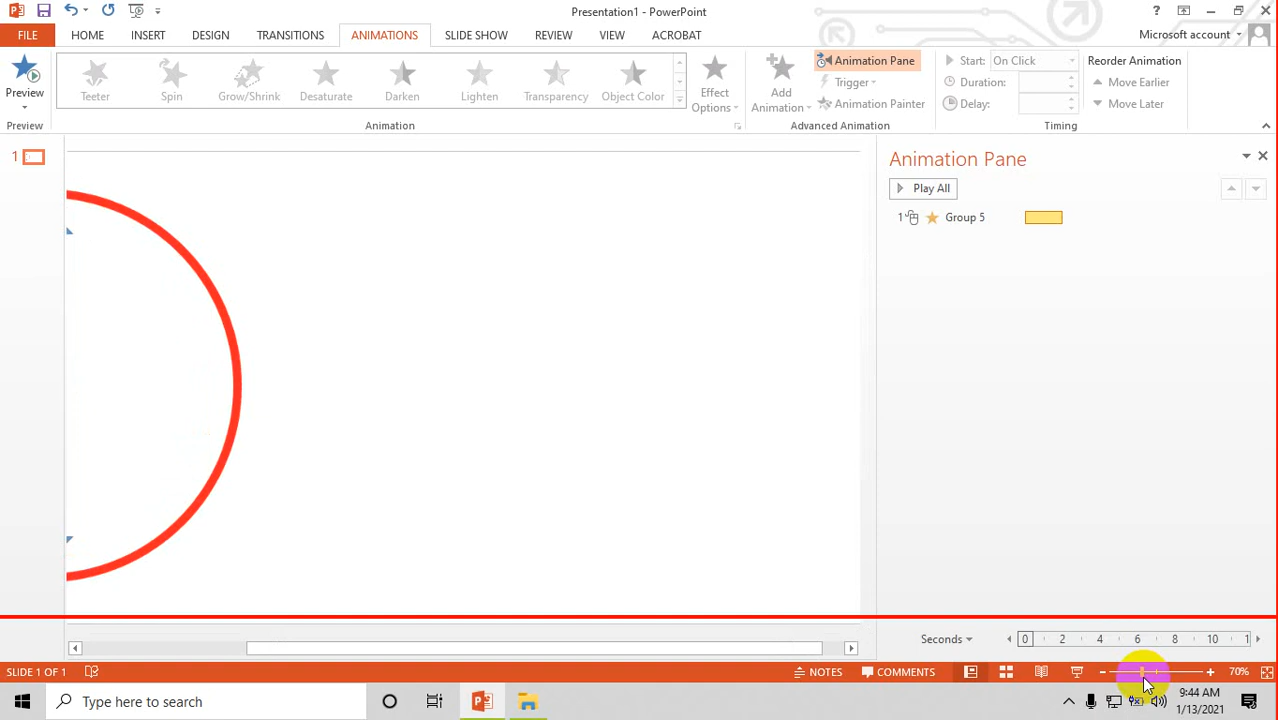 Presentation1 - PowerPoint
?
FILE HOME INSERT DESIGN TRANSITIONS ANIMATIONS SLIDE SHOW REVIEW VIEW ACROBAT Microsoft account
Preview
Teeter Spin Grow/Shrink Desaturate Darken Lighten Transparency Object Color
Effect Options
Add Animation
Animation Pane
Trigger
Animation Painter
Start: On Click
Duration:
Delay:
Reorder Animation
Move Earlier
Move Later
Preview Animation Advanced Animation Timing
1
Animation Pane
Play All
1 Group 5
Seconds 0 2 4 6 8 10 1
SLIDE 1 OF 1 NOTES COMMENTS 70%
Type here to search
9:44 AM
1/13/2021